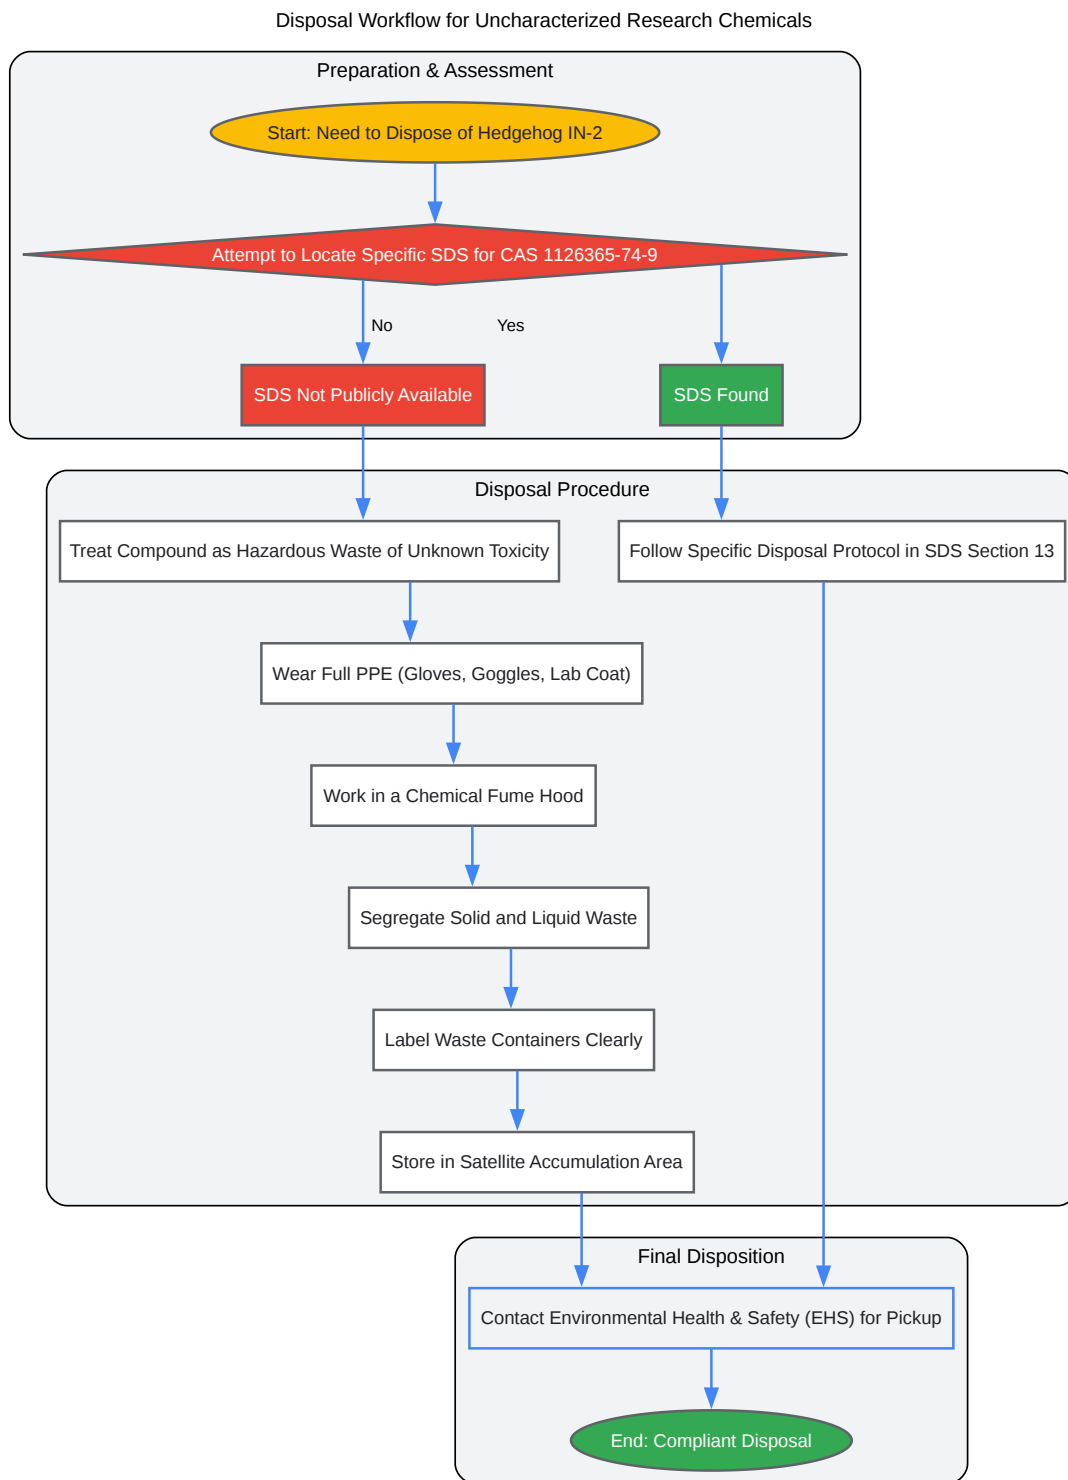 Disposal Workflow for Uncharacterized Research Chemicals
Preparation & Assessment
Start: Need to Dispose of Hedgehog IN-2
Attempt to Locate Specific SDS for CAS 1126365-74-9
No
Yes
SDS Not Publicly Available
SDS Found
Disposal Procedure
Treat Compound as Hazardous Waste of Unknown Toxicity
Follow Specific Disposal Protocol in SDS Section 13
Wear Full PPE (Gloves, Goggles, Lab Coat)
Work in a Chemical Fume Hood
Segregate Solid and Liquid Waste
Label Waste Containers Clearly
Store in Satellite Accumulation Area
Final Disposition
Contact Environmental Health & Safety (EHS) for Pickup
End: Compliant Disposal